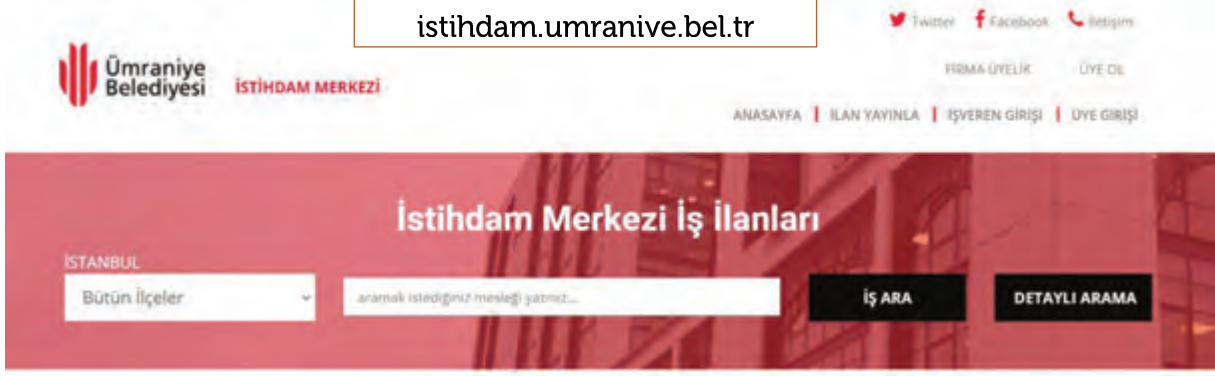 istihdam.umranive.bel.tr
Twitter Facebook İletişim
Ümraniye
Belediyesi
İSTİHDAM MERKEZİ
FİRMA ÜYELİK ÜYE OL
ANASAYFA | İLAN YAYINLA | İŞVEREN GİRİŞİ | ÜYE GİRİŞİ
İstihdam Merkezi İş İlanları
İSTANBUL
Bütün İlçeler
aramak istediğiniz mesleği yazınız...
İŞ ARA
DETAYLI ARAMA